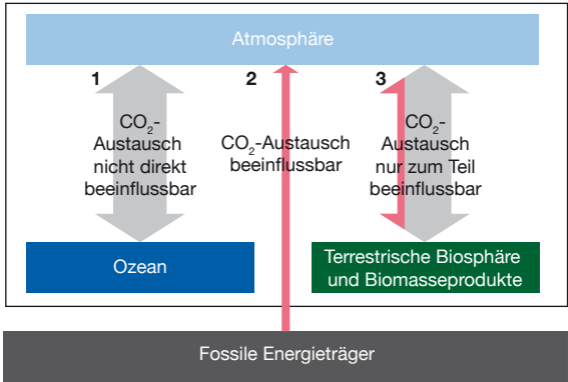 Atmosphäre
1
CO₂-
Austausch
nicht direkt
beeinflussbar
2
CO₂-Austausch
beeinflussbar
3
CO₂-
Austausch
nur zum Teil
beeinflussbar
Ozean
Terrestrische Biosphäre
und Biomasseprodukte
Fossile Energieträger